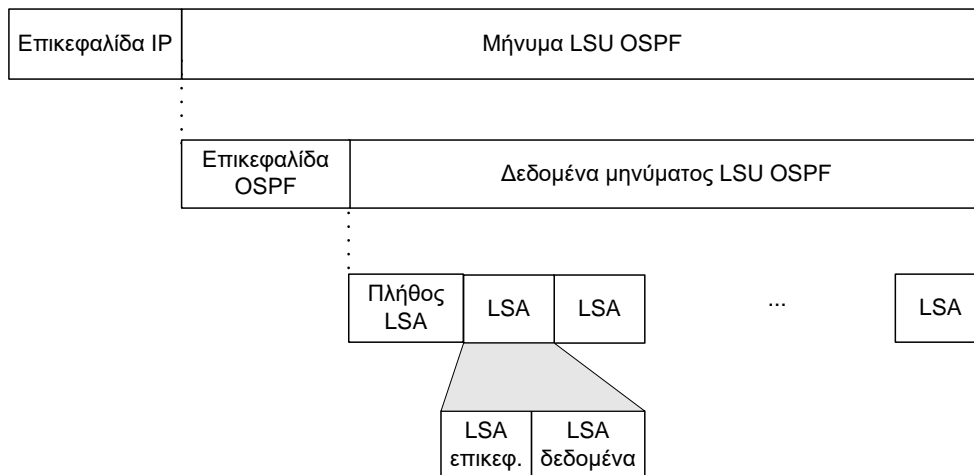 Επικεφαλίδα IP
Μήνυμα LSU OSPF
Επικεφαλίδα
OSPF
Δεδομένα μηνύματος LSU OSPF
Πλήθος
LSA
LSA
LSA
...
LSA
LSA
επικεφ.
LSA
δεδομένα